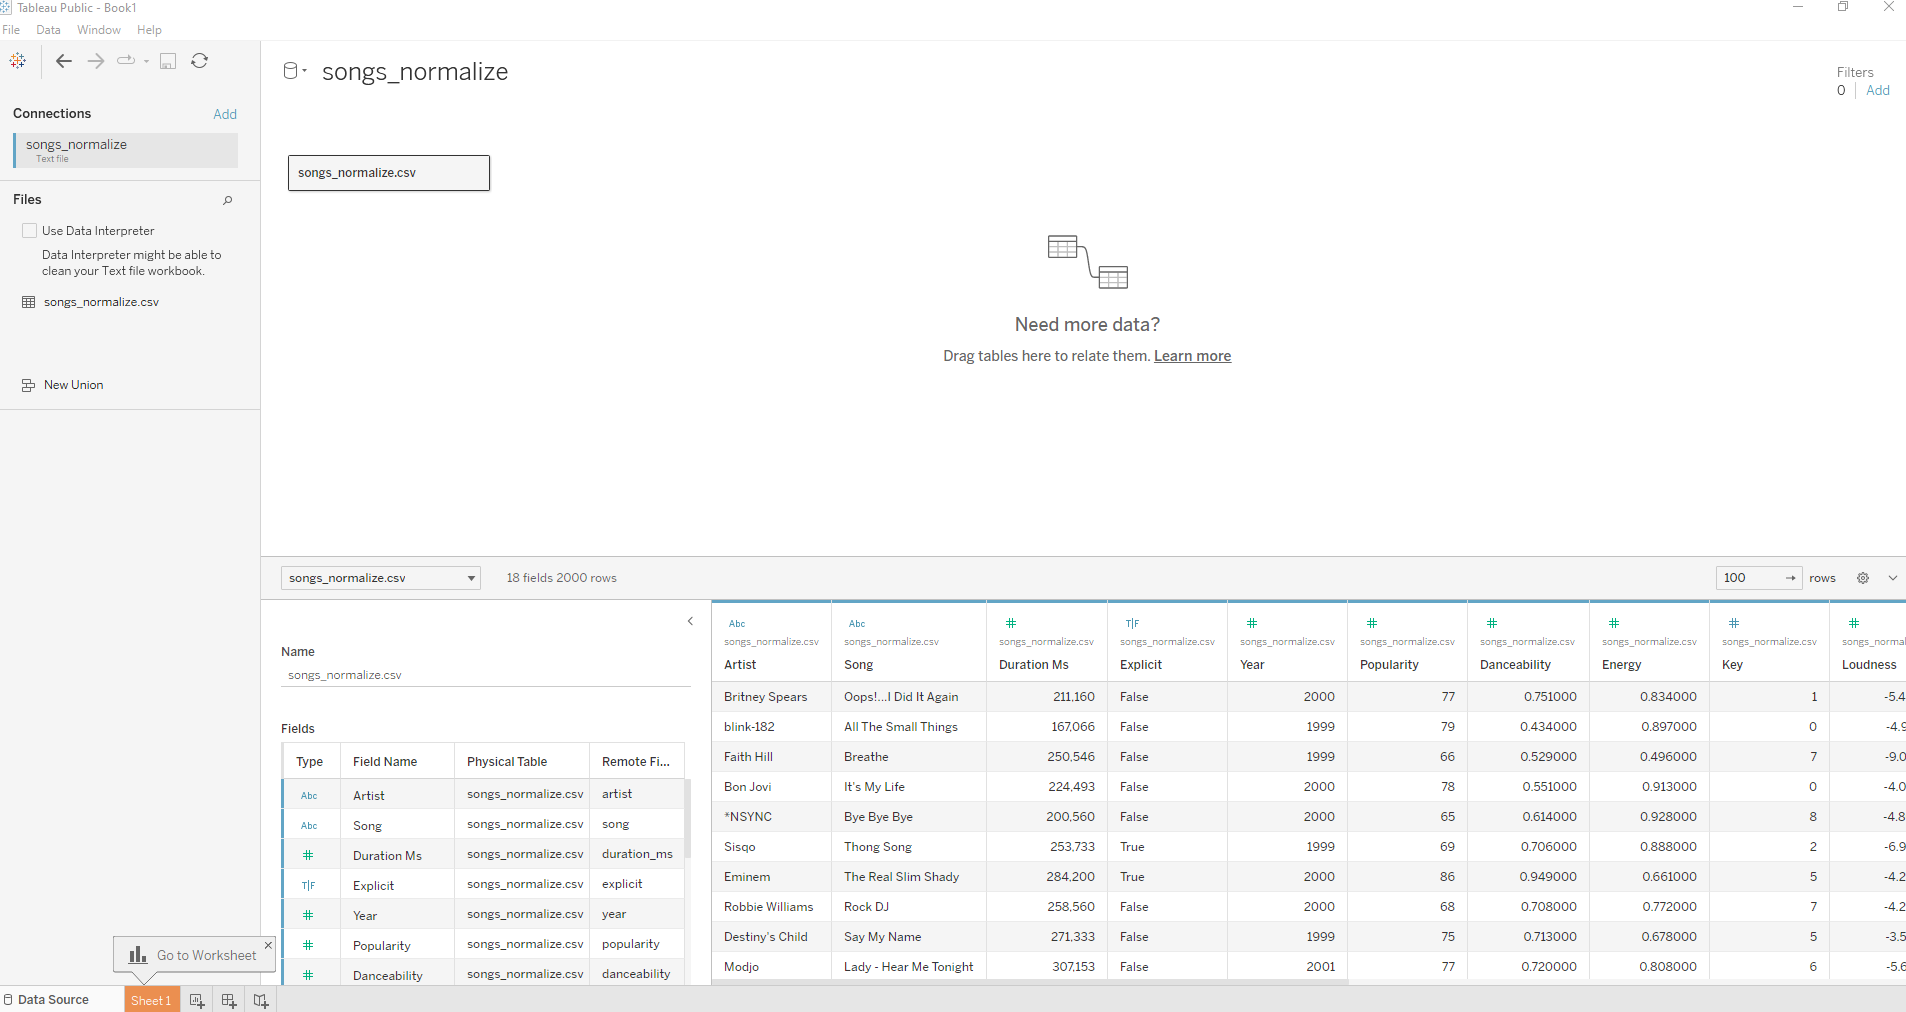 Tableau Public - Book1
File Data Window Help
songs_normalize
Filters
0 Add
Connections Add
songs_normalize
Text file
Files
Use Data Interpreter
Data Interpreter might be able to
clean your Text file workbook.
songs_normalize.csv
New Union
songs_normalize.csv
Need more data?
Drag tables here to relate them. Learn more
songs_normalize.csv 18 fields 2000 rows 100 rows
Name
songs_normalize.csv
Fields
Type Field Name Physical Table Remote Fi...
Abc Artist songs_normalize.csv artist
Abc Song songs_normalize.csv song
# Duration Ms songs_normalize.csv duration_ms
T|F Explicit songs_normalize.csv explicit
# Year songs_normalize.csv year
# Popularity songs_normalize.csv popularity
# Danceability songs_normalize.csv danceability
Abc Abc # T|F # # # # # #
songs_normalize.csv songs_normalize.csv songs_normalize.csv songs_normalize.csv songs_normalize.csv songs_normalize.csv songs_normalize.csv songs_normalize.csv songs_normalize.csv songs_normal
Artist Song Duration Ms Explicit Year Popularity Danceability Energy Key Loudness
Britney Spears Oops!...I Did It Again 211,160 False 2000 77 0.751000 0.834000 1 -5.4
blink-182 All The Small Things 167,066 False 1999 79 0.434000 0.897000 0 -4.9
Faith Hill Breathe 250,546 False 1999 66 0.529000 0.496000 7 -9.0
Bon Jovi It's My Life 224,493 False 2000 78 0.551000 0.913000 0 -4.0
*NSYNC Bye Bye Bye 200,560 False 2000 65 0.614000 0.928000 8 -4.8
Sisqo Thong Song 253,733 True 1999 69 0.706000 0.888000 2 -6.9
Eminem The Real Slim Shady 284,200 True 2000 86 0.949000 0.661000 5 -4.2
Robbie Williams Rock DJ 258,560 False 2000 68 0.708000 0.772000 7 -4.2
Destiny's Child Say My Name 271,333 False 1999 75 0.713000 0.678000 5 -3.5
Modjo Lady - Hear Me Tonight 307,153 False 2001 77 0.720000 0.808000 6 -5.6
Go to Worksheet
Data Source Sheet 1